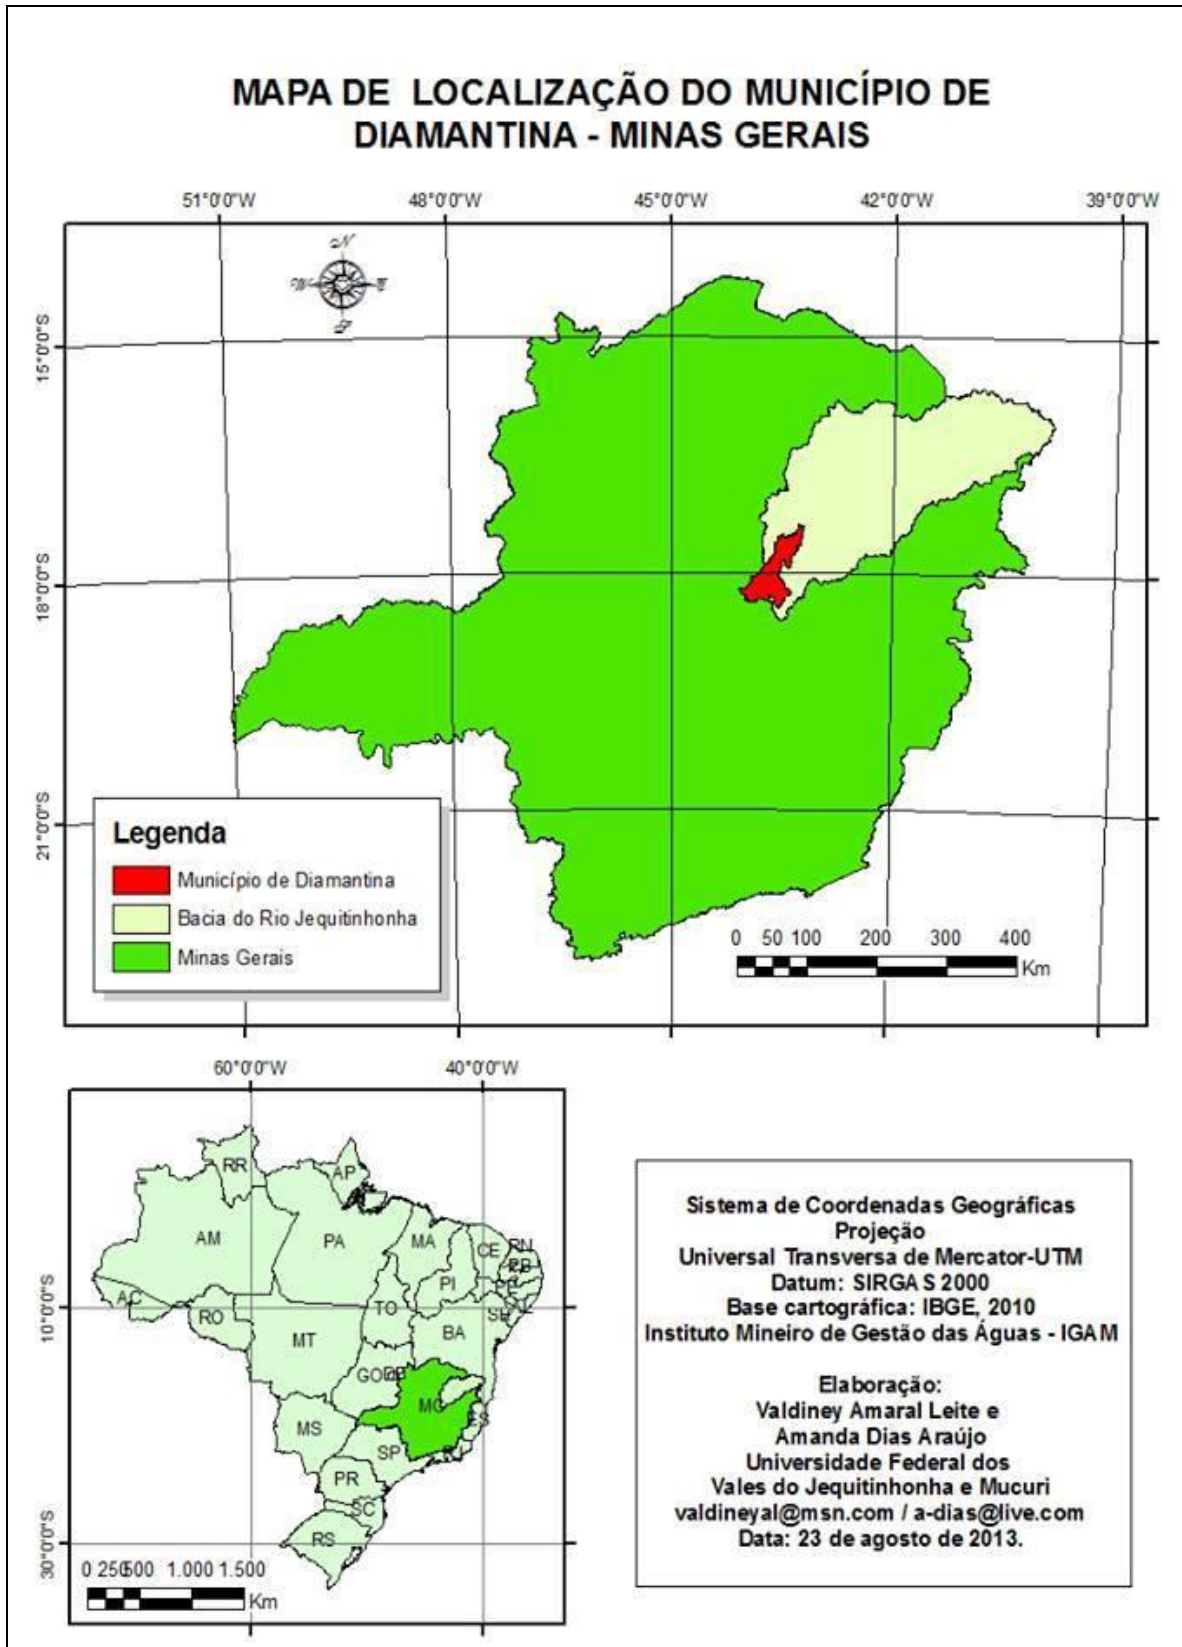 MAPA DE LOCALIZAÇÃO DO MUNICÍPIO DE
DIAMANTINA - MINAS GERAIS
51°0'0"W 48°0'0"W 45°0'0"W 42°0'0"W 39°0'0"W
N
W E
S
15°0'0"S
18°0'0"S
21°0'0"S
Legenda
Município de Diamantina
Bacia do Rio Jequitinhonha
Minas Gerais
0 50 100 200 300 400
Km
60°0'0"W 40°0'0"W
10°0'0"S
30°0'0"S
RR
AP
AM
PA
MA
CE
RN
PB
PI
AC
RO
TO
SE
AL
MT
BA
GO
DF
MG
ES
MS
SP
RJ
PR
SC
RS
0 250 500 1.000 1.500
Km
Sistema de Coordenadas Geográficas
Projeção
Universal Transversa de Mercator-UTM
Datum: SIRGAS 2000
Base cartográfica: IBGE, 2010
Instituto Mineiro de Gestão das Águas - IGAM
Elaboração:
Valdiney Amaral Leite e
Amanda Dias Araújo
Universidade Federal dos
Vales do Jequitinhonha e Mucuri
valdineyal@msn.com / a-dias@live.com
Data: 23 de agosto de 2013.